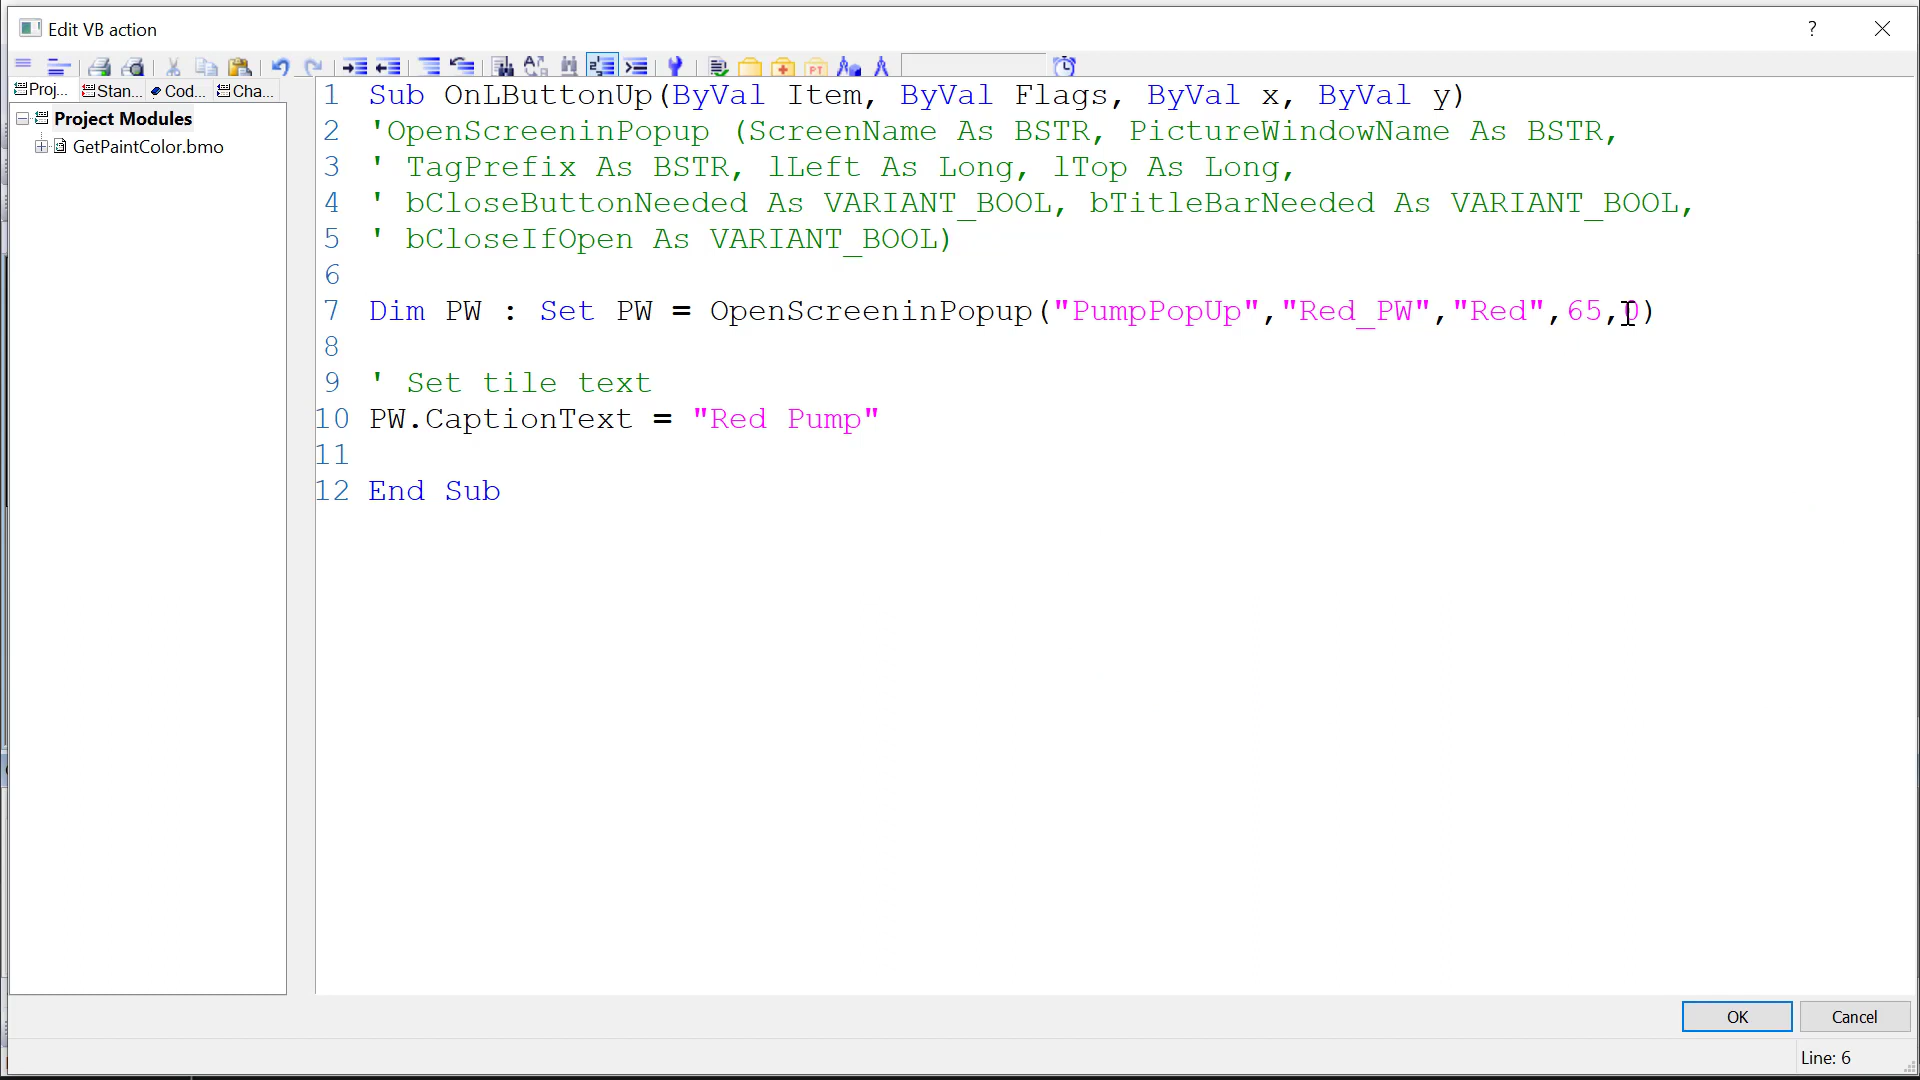 Edit VB action
?
Proj... Stan... Cod... Cha...
Project Modules
GetPaintColor.bmo
1 Sub OnLButtonUp(ByVal Item, ByVal Flags, ByVal x, ByVal y)
2 'OpenScreeninPopup (ScreenName As BSTR, PictureWindowName As BSTR,
3 ' TagPrefix As BSTR, lLeft As Long, lTop As Long,
4 ' bCloseButtonNeeded As VARIANT_BOOL, bTitleBarNeeded As VARIANT_BOOL,
5 ' bCloseIfOpen As VARIANT_BOOL)
6
7 Dim PW : Set PW = OpenScreeninPopup("PumpPopUp","Red_PW","Red",65,0)
8
9 ' Set tile text
10 PW.CaptionText = "Red Pump"
11
12 End Sub
OK Cancel
Line: 6